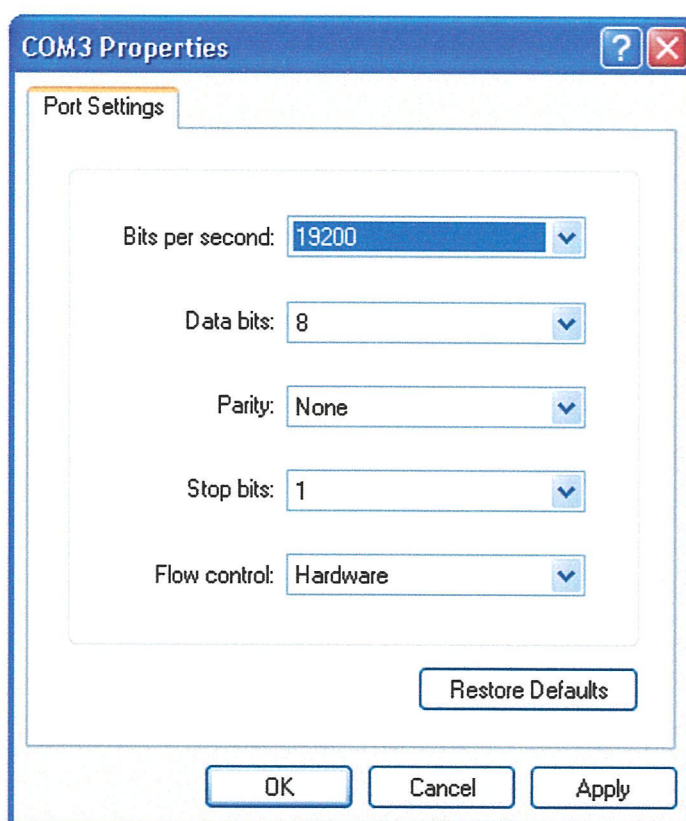 COM3 Properties
Port Settings
Bits per second: 19200
Data bits: 8
Parity: None
Stop bits: 1
Flow control: Hardware
Restore Defaults
OK Cancel Apply